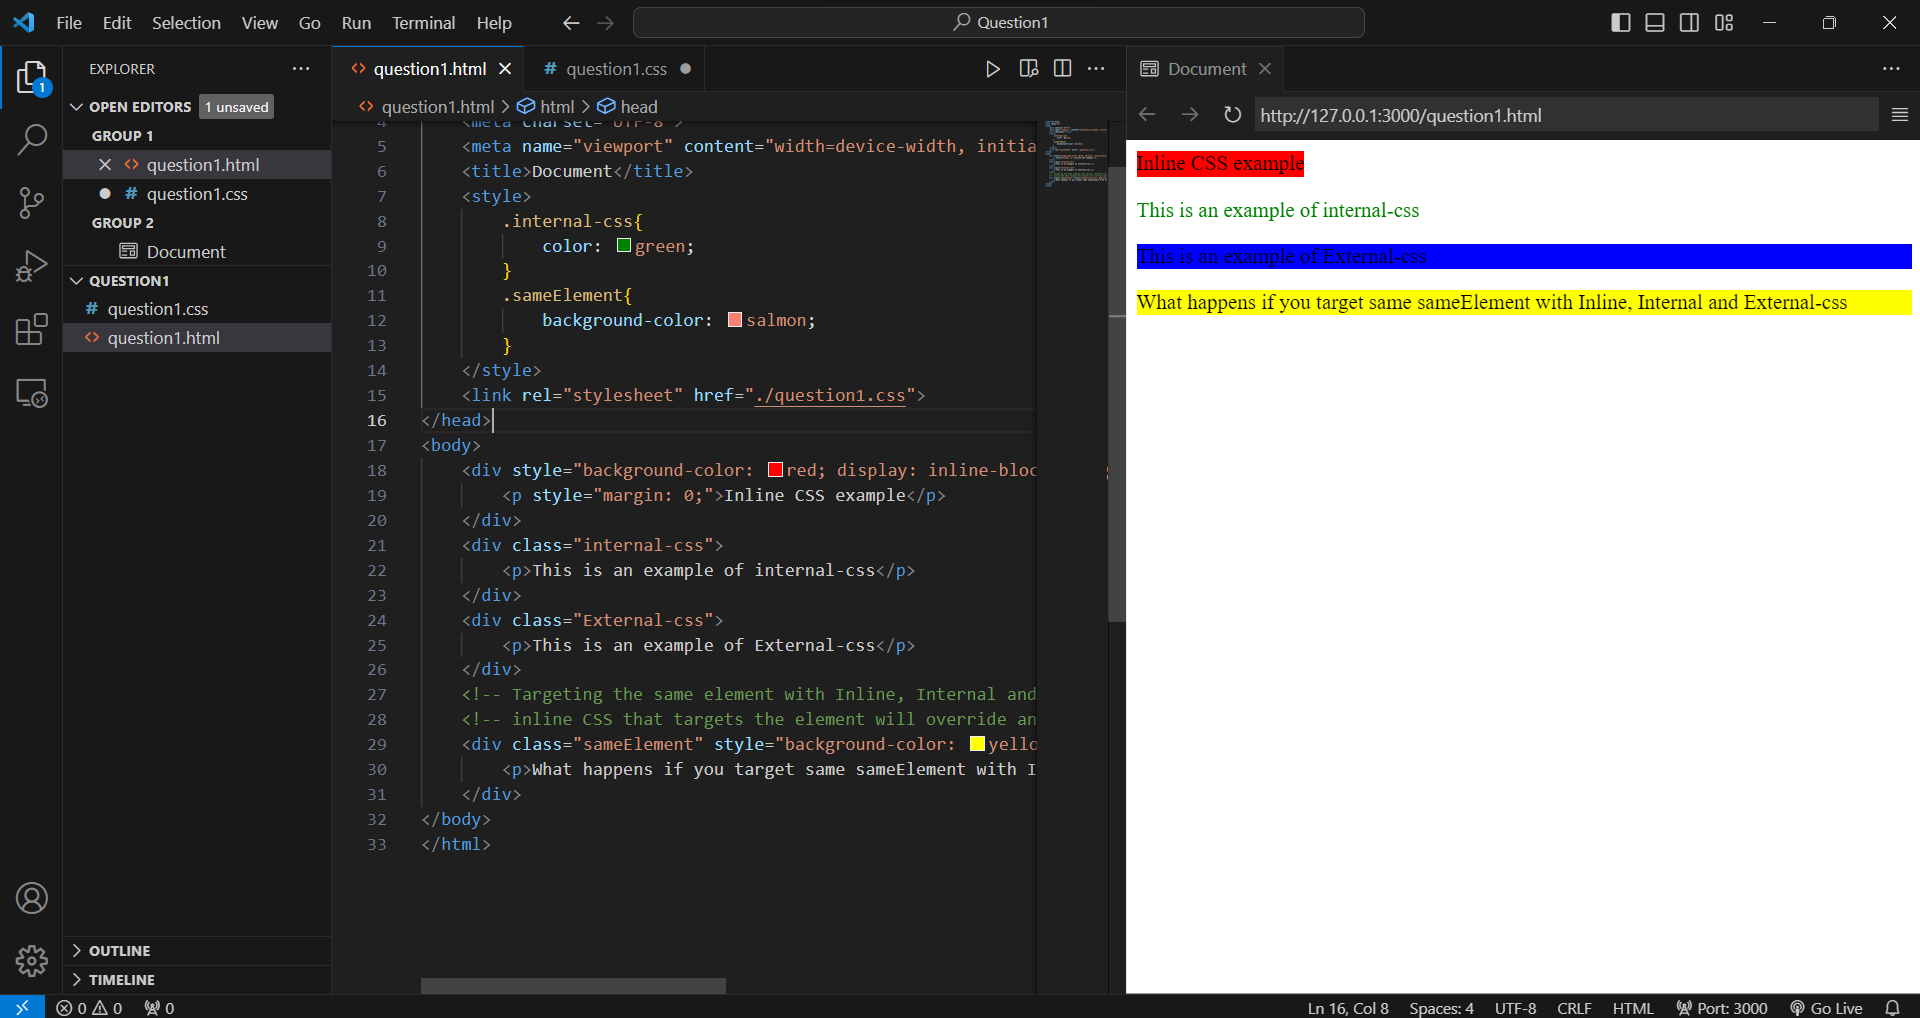 File Edit Selection View Go Run Terminal Help
Question1
EXPLORER
OPEN EDITORS 1 unsaved
GROUP 1
question1.html
# question1.css
GROUP 2
Document
QUESTION1
# question1.css
question1.html
OUTLINE
TIMELINE
question1.html
# question1.css
question1.html > html > head
4 <meta charset="UTF-8">
5 <meta name="viewport" content="width=device-width, initia
6 <title>Document</title>
7 <style>
8 .internal-css{
9 color: green;
10 }
11 .sameElement{
12 background-color: salmon;
13 }
14 </style>
15 <link rel="stylesheet" href="./question1.css">
16 </head>
17 <body>
18 <div style="background-color: red; display: inline-bloc
19 <p style="margin: 0;">Inline CSS example</p>
20 </div>
21 <div class="internal-css">
22 <p>This is an example of internal-css</p>
23 </div>
24 <div class="External-css">
25 <p>This is an example of External-css</p>
26 </div>
27 <!-- Targeting the same element with Inline, Internal and
28 <!-- inline CSS that targets the element will override an
29 <div class="sameElement" style="background-color: yello
30 <p>What happens if you target same sameElement with I
31 </div>
32 </body>
33 </html>
Document
http://127.0.0.1:3000/question1.html
Inline CSS example
This is an example of internal-css
This is an example of External-css
What happens if you target same sameElement with Inline, Internal and External-css
1
0 0 0
Ln 16, Col 8 Spaces: 4 UTF-8 CRLF HTML Port: 3000 Go Live